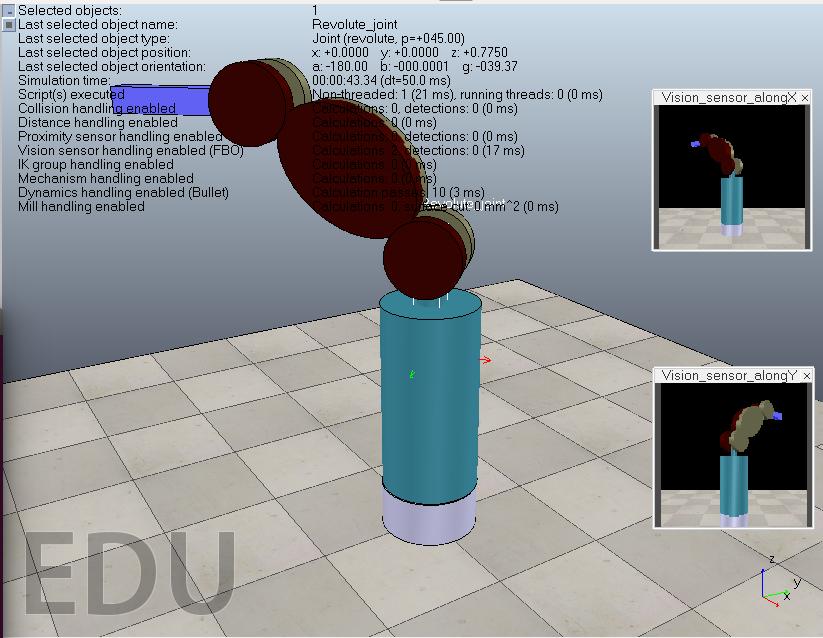 Selected objects: 1
Last selected object name: Revolute_joint
Last selected object type: Joint (revolute, p=+045.00)
Last selected object position: x: +0.0000 y: +0.0000 z: +0.7750
Last selected object orientation: a: -180.00 b: -000.0001 g: -039.37
Simulation time: 00:00:43.34 (dt=50.0 ms)
Script(s) executed Non-threaded: 1 (21 ms), running threads: 0 (0 ms)
Collision handling enabled Calculations: 0, detections: 0 (0 ms)
Distance handling enabled Calculations: 0 (0 ms)
Proximity sensor handling enabled Calculations: 0, detections: 0 (0 ms)
Vision sensor handling enabled (FBO) Calculations: 2, detections: 0 (17 ms)
IK group handling enabled Calculations: 0 (0 ms)
Mechanism handling enabled Calculations: 0 (0 ms)
Dynamics handling enabled (Bullet) Calculation passes: 10 (3 ms)
Mill handling enabled Calculations: 0, surface cut: 0 mm^2 (0 ms)
Revolute_joint
Vision_sensor_alongX ×
Vision_sensor_alongY ×
EDU
z
y
x